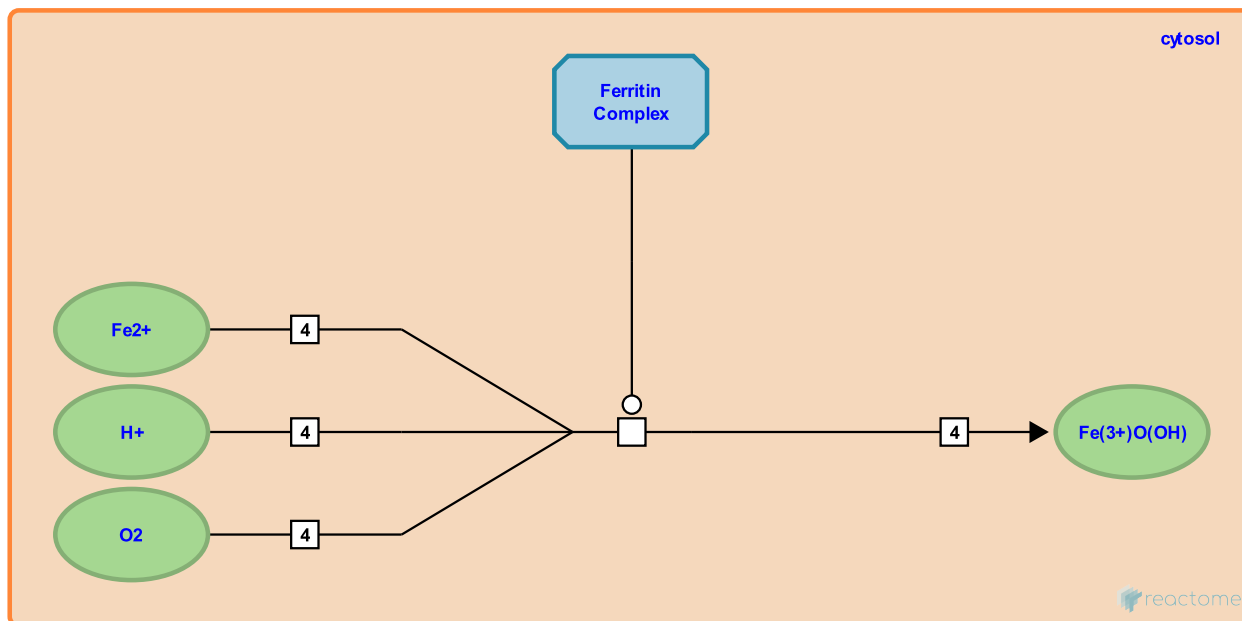 cytosol
Ferritin
Complex
Fe2+
4
H+
4
4
Fe(3+)O(OH)
O2
4
reactome